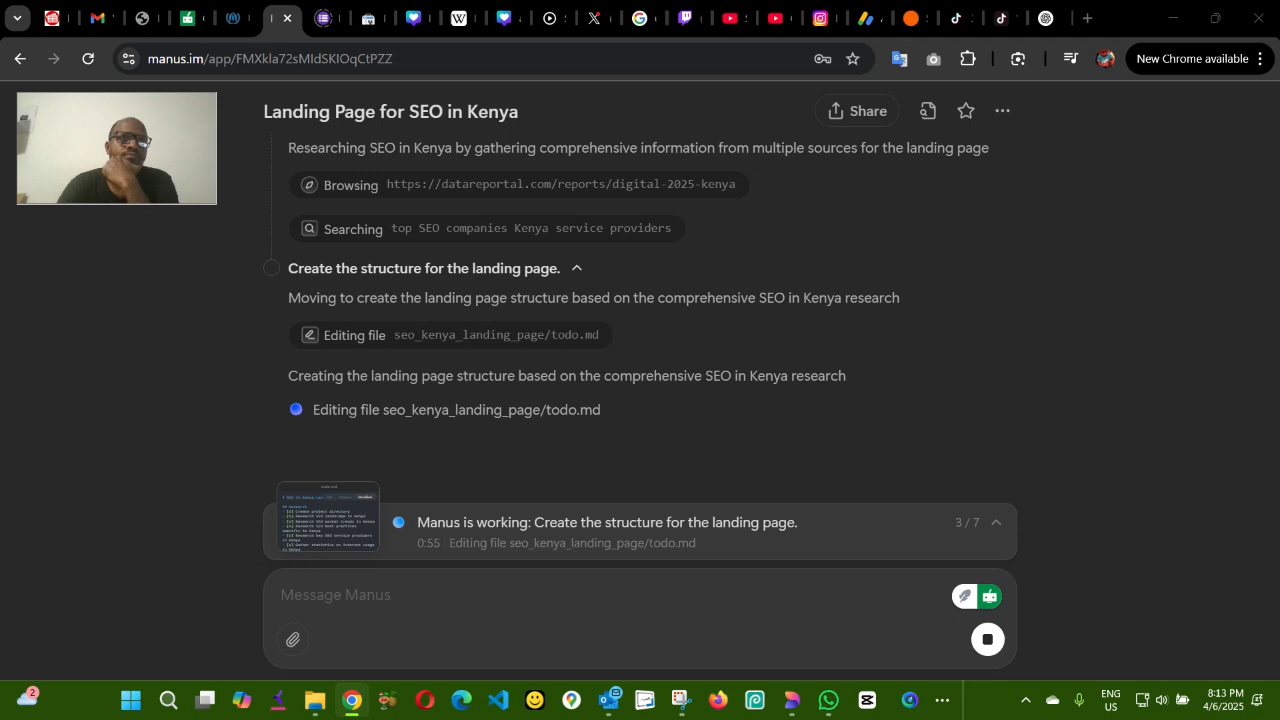 manus.im/app/FMXkla72sMIdSKIOqCtPZZ
New Chrome available
Landing Page for SEO in Kenya
Share
Researching SEO in Kenya by gathering comprehensive information from multiple sources for the landing page
Browsing https://datareportal.com/reports/digital-2025-kenya
Searching top SEO companies Kenya service providers
Create the structure for the landing page.
Moving to create the landing page structure based on the comprehensive SEO in Kenya research
Editing file seo_kenya_landing_page/todo.md
Creating the landing page structure based on the comprehensive SEO in Kenya research
Editing file seo_kenya_landing_page/todo.md
Manus is working: Create the structure for the landing page.
3 / 7
0:55 Editing file seo_kenya_landing_page/todo.md
Message Manus
2
ENG
US
8:13 PM
4/6/2025